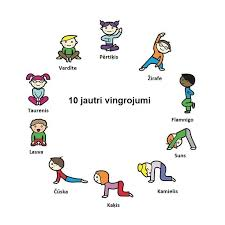 Pērtiķis
Vardīte
Žirafe
10 jautri vingrojumi
Taurenis
Flamingo
Lauva
Suns
Čūska
Kamielis
Kaķis